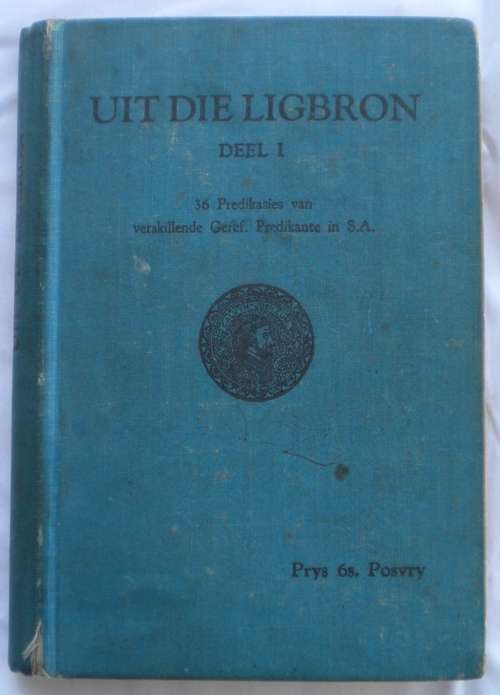 UIT DIE LIGBRON
DEEL I
36 Predikasies van
verskillende Geref. Predikante in S.A.
Prys 6s. Posvry